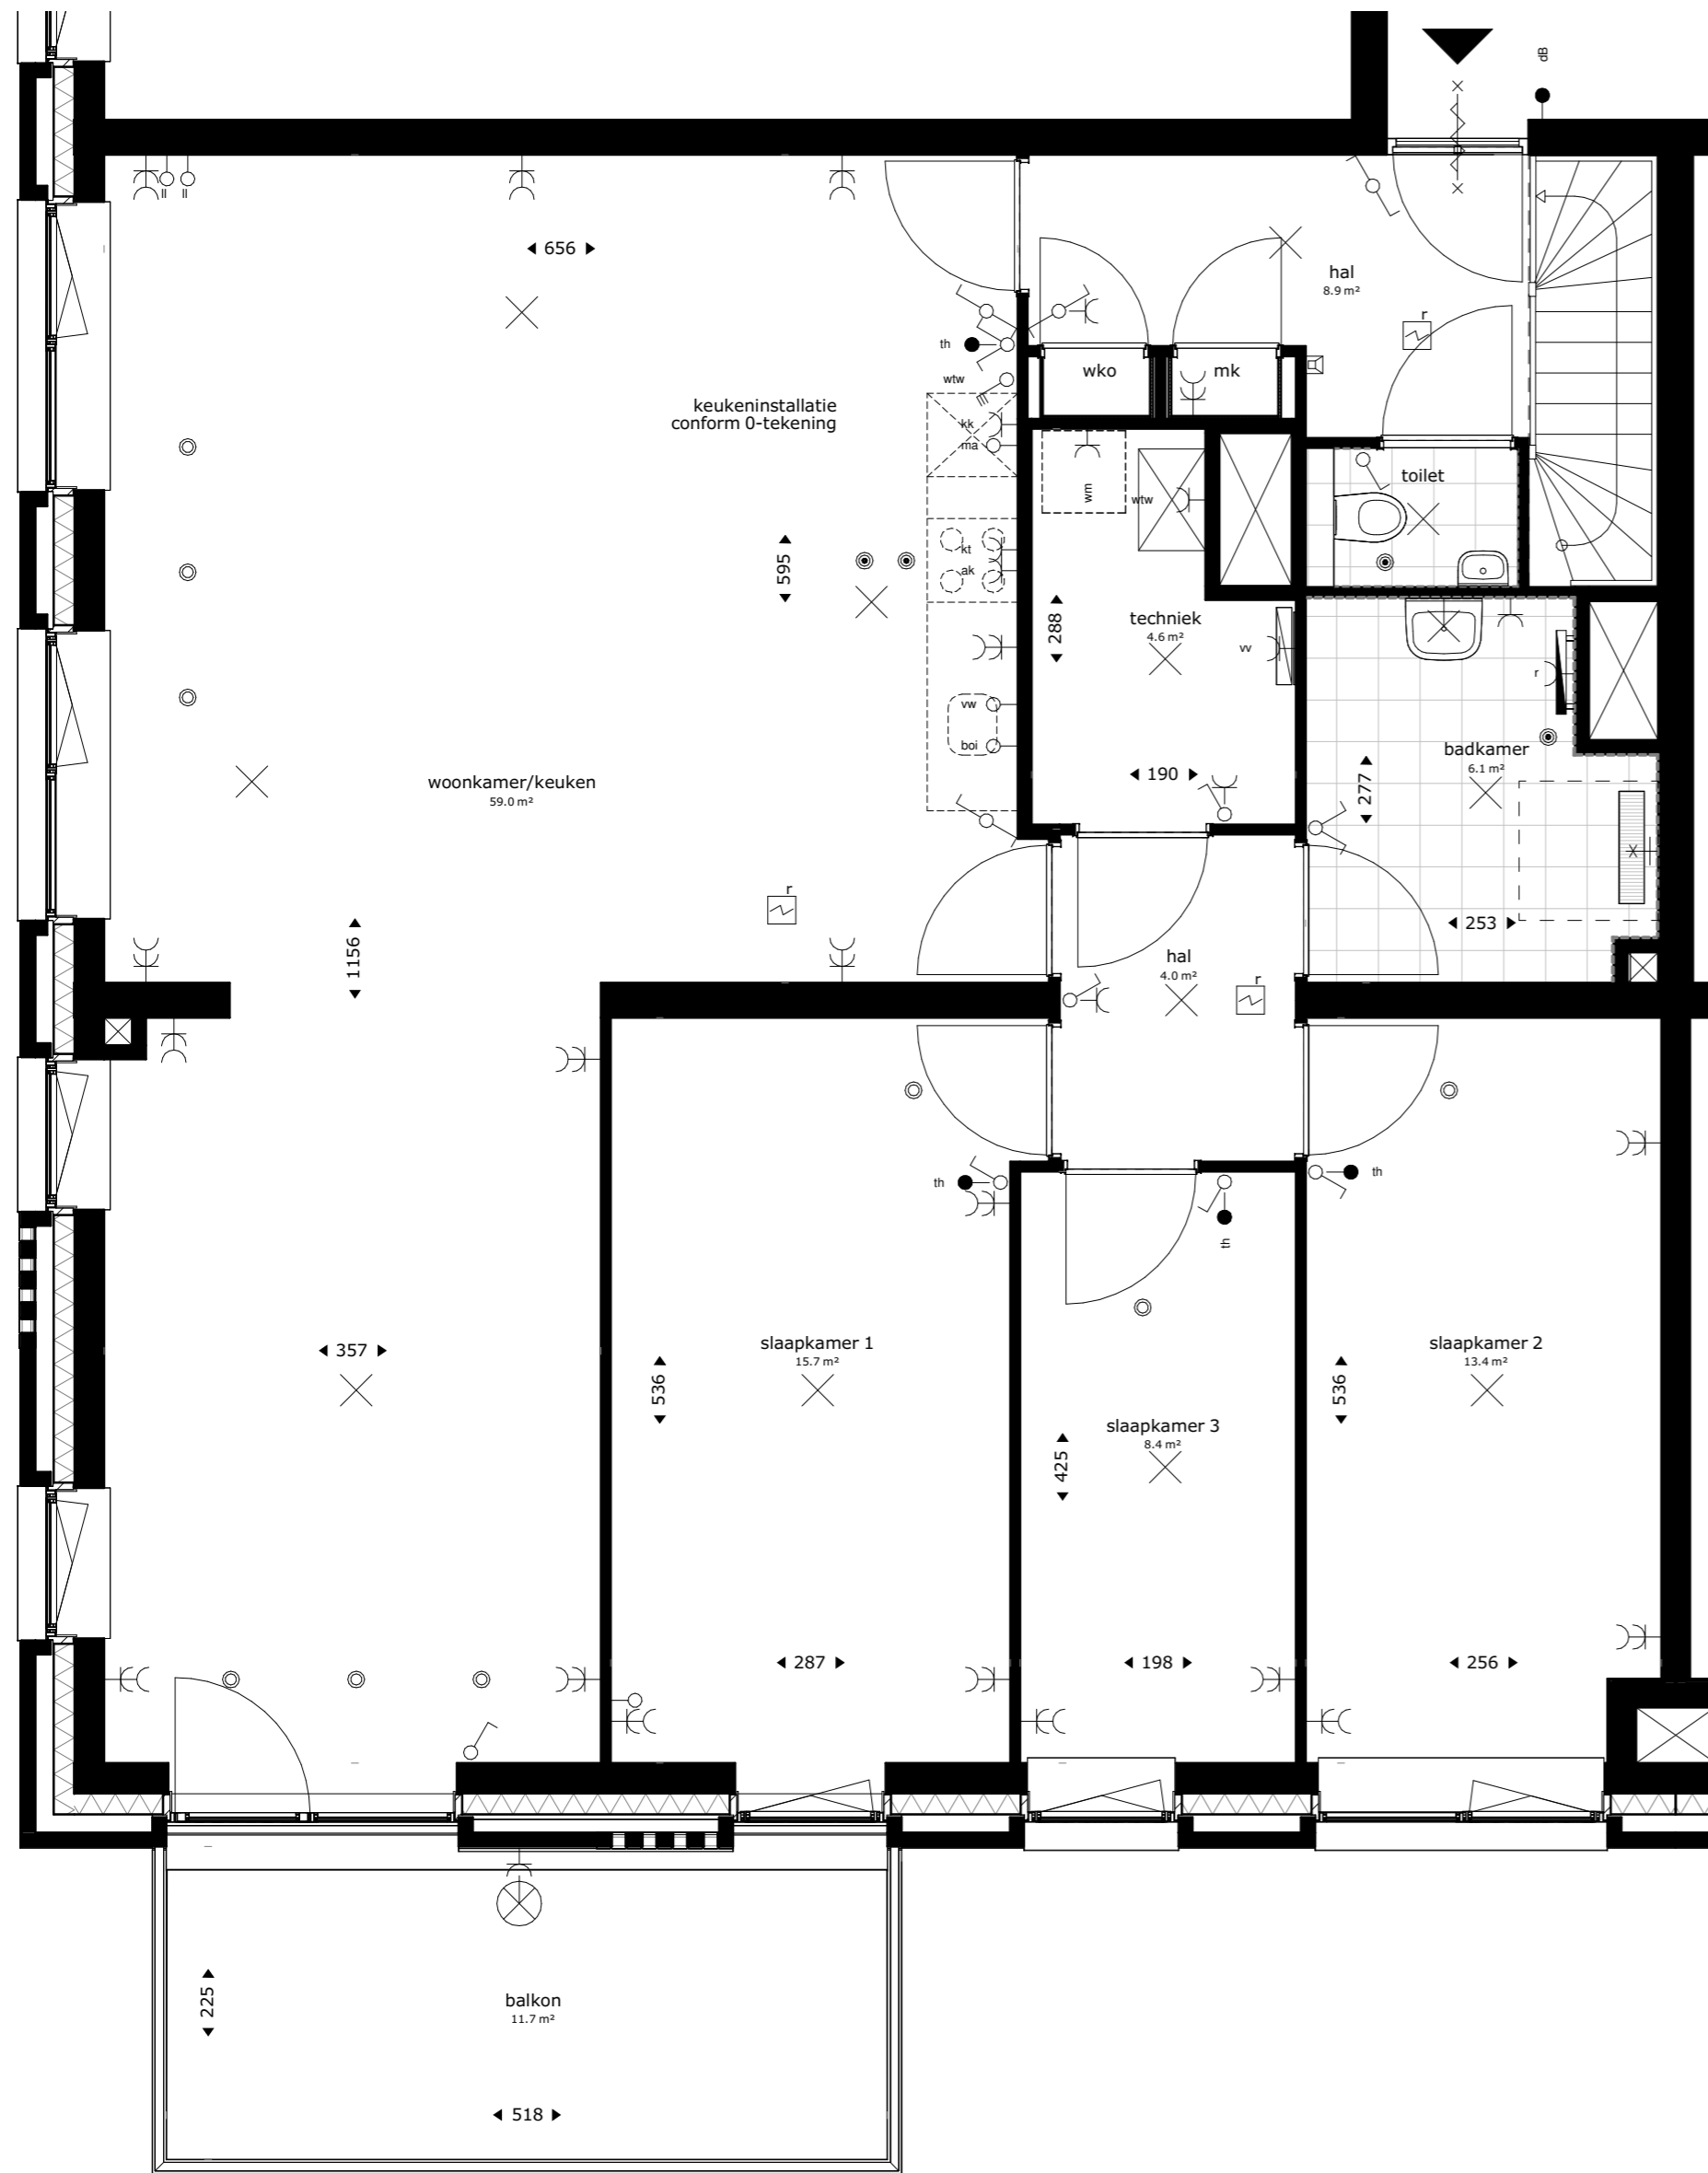 dB
656
hal
8.9 m²
r
th
wko
mk
wtw
keukeninstallatie
conform 0-tekening
kk
ma
wm
wtw
toilet
595
kt
ak
288
techniek
4.6 m²
vv
r
vw
boi
badkamer
6.1 m²
190
277
woonkamer/keuken
59.0 m²
r
253
1156
hal
4.0 m²
r
th
th
th
357
slaapkamer 1
15.7 m²
536
slaapkamer 2
13.4 m²
536
slaapkamer 3
8.4 m²
425
287
198
256
225
balkon
11.7 m²
518